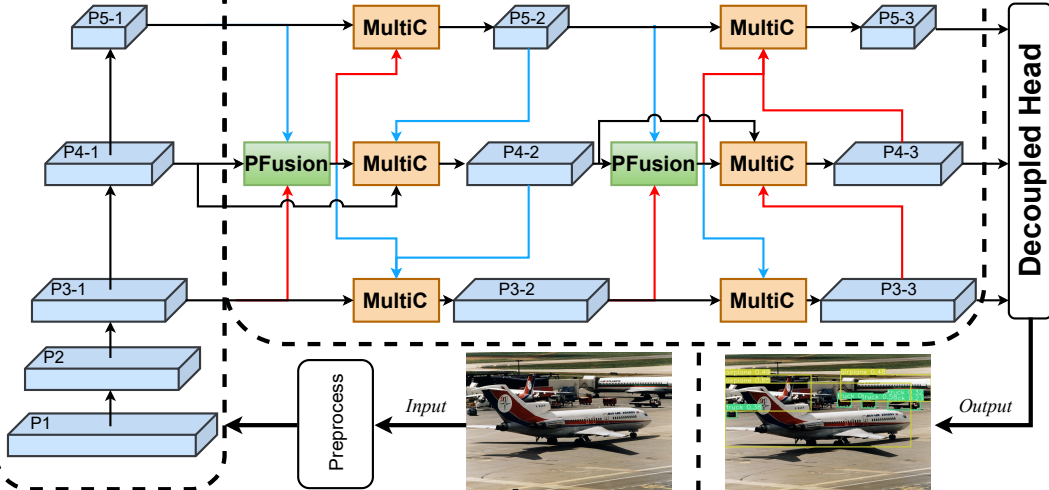 P5-1
MultiC
P5-2
MultiC
P5-3
P4-1
PFusion
MultiC
P4-2
PFusion
MultiC
P4-3
Decoupled Head
P3-1
MultiC
P3-2
MultiC
P3-3
P2
P1
Preprocess
Input
Output